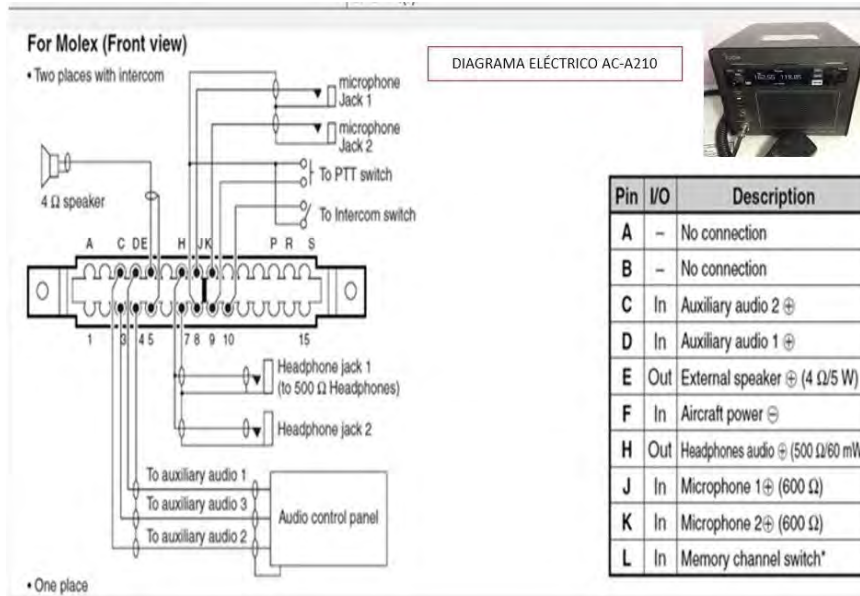 For Molex (Front view)
• Two places with intercom
microphone
Jack 1
microphone
Jack 2
To PTT switch
To Intercom switch
4 Ω speaker
A C D E H J K P R S
1 3 4 5 7 8 9 10 15
Headphone jack 1
(to 500 Ω Headphones)
Headphone jack 2
To auxiliary audio 1
To auxiliary audio 3
To auxiliary audio 2
Audio control panel
• One place
DIAGRAMA ELÉCTRICO AC-A210
Pin I/O Description
A – No connection
B – No connection
C In Auxiliary audio 2 ⊕
D In Auxiliary audio 1 ⊕
E Out External speaker ⊕ (4 Ω/5 W)
F In Aircraft power ⊖
H Out Headphones audio ⊕ (500 Ω/60 mW
J In Microphone 1⊕ (600 Ω)
K In Microphone 2⊕ (600 Ω)
L In Memory channel switch*